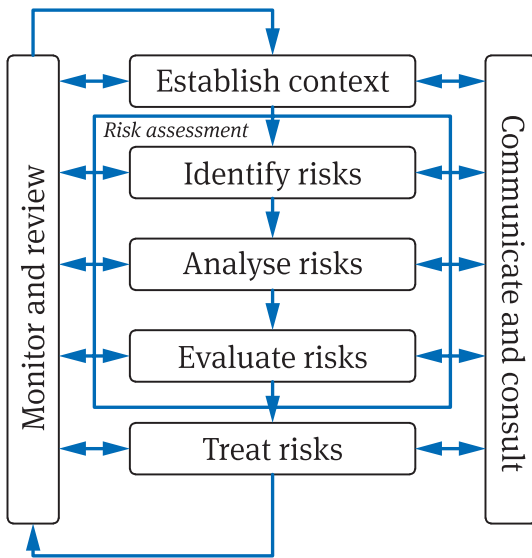 Establish context
Risk assessment
Identify risks
Analyse risks
Evaluate risks
Treat risks
Monitor and review
Communicate and consult